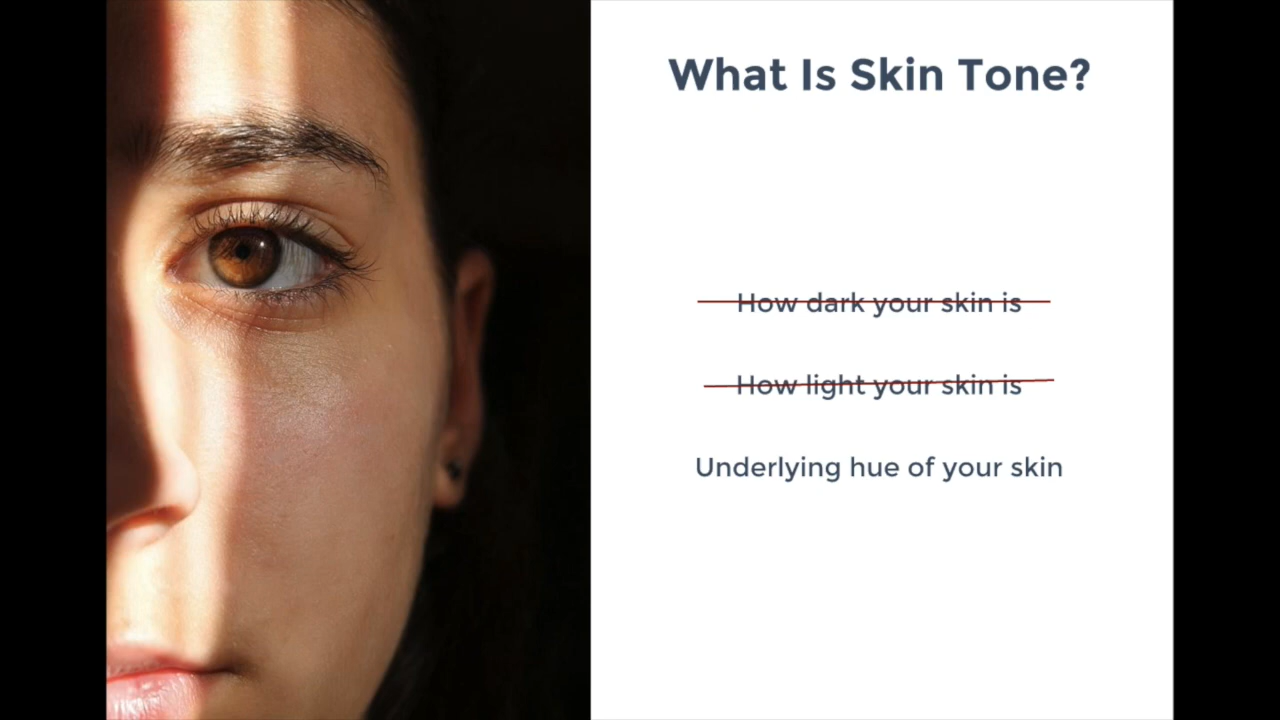 What Is Skin Tone?
How dark your skin is
How light your skin is
Underlying hue of your skin